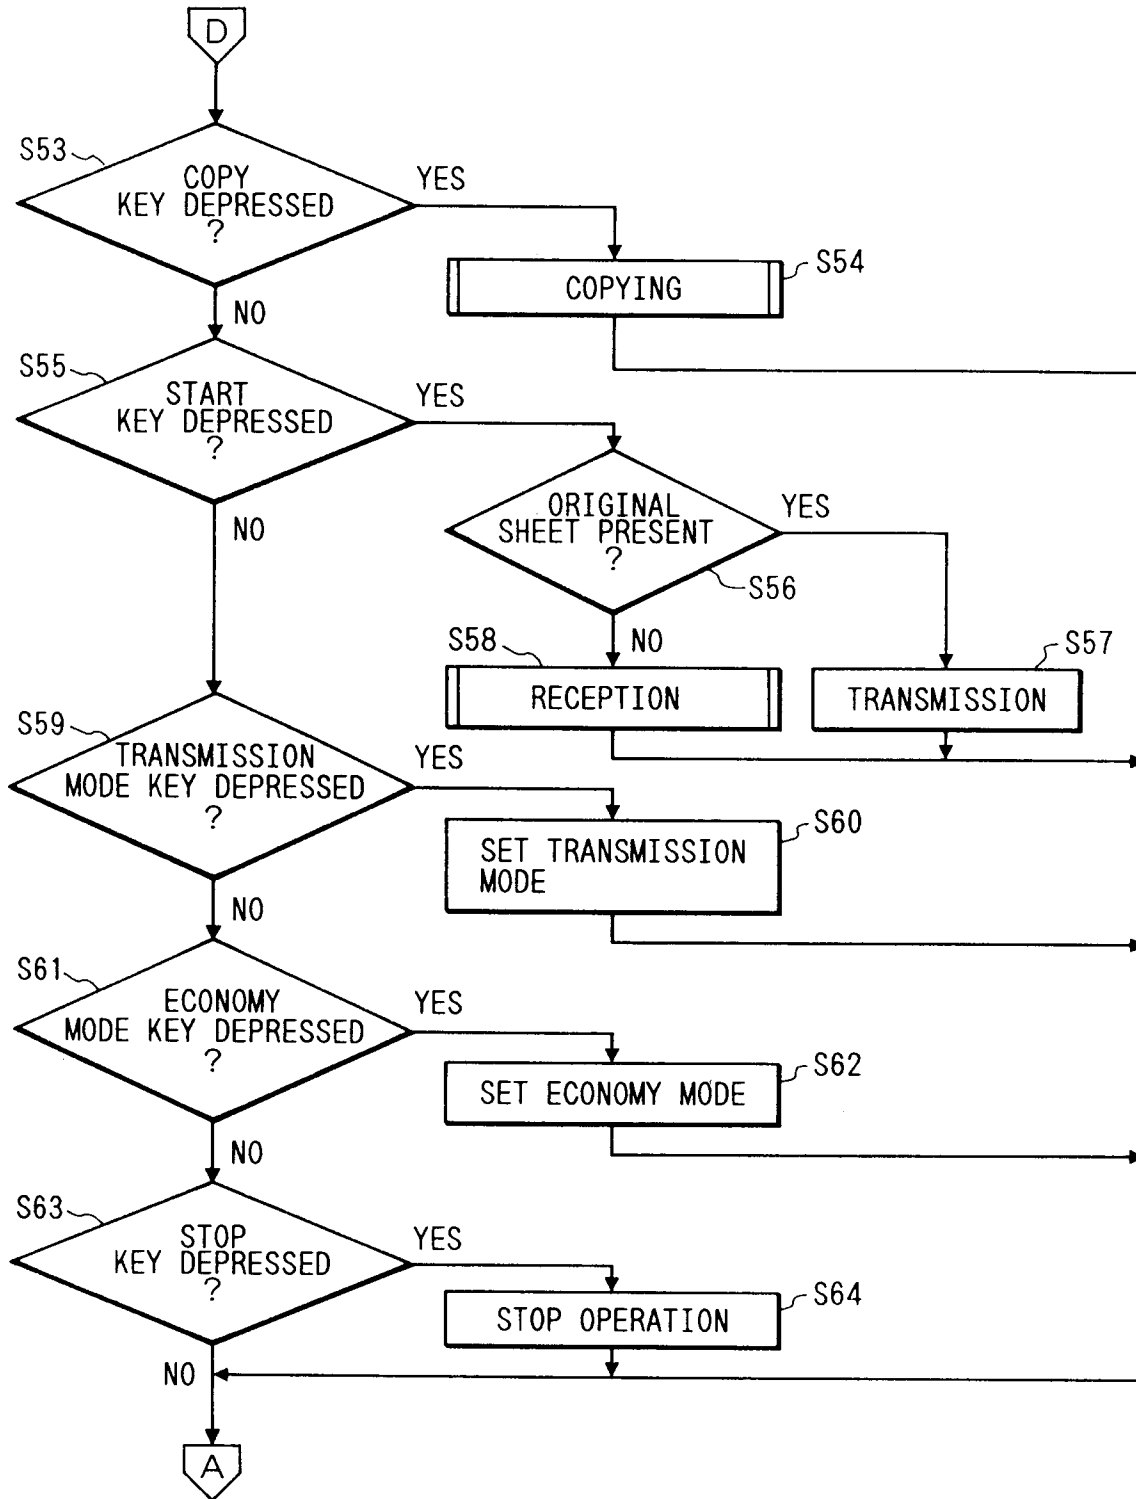 D
S53
COPY
KEY DEPRESSED
?
YES
NO
COPYING
S54
S55
START
KEY DEPRESSED
?
YES
NO
ORIGINAL
SHEET PRESENT
?
YES
S56
NO
S58
RECEPTION
S57
TRANSMISSION
S59
TRANSMISSION
MODE KEY DEPRESSED
?
YES
NO
S60
SET TRANSMISSION
MODE
S61
ECONOMY
MODE KEY DEPRESSED
?
YES
NO
S62
SET ECONOMY MODE
S63
STOP
KEY DEPRESSED
?
YES
S64
STOP OPERATION
NO
A